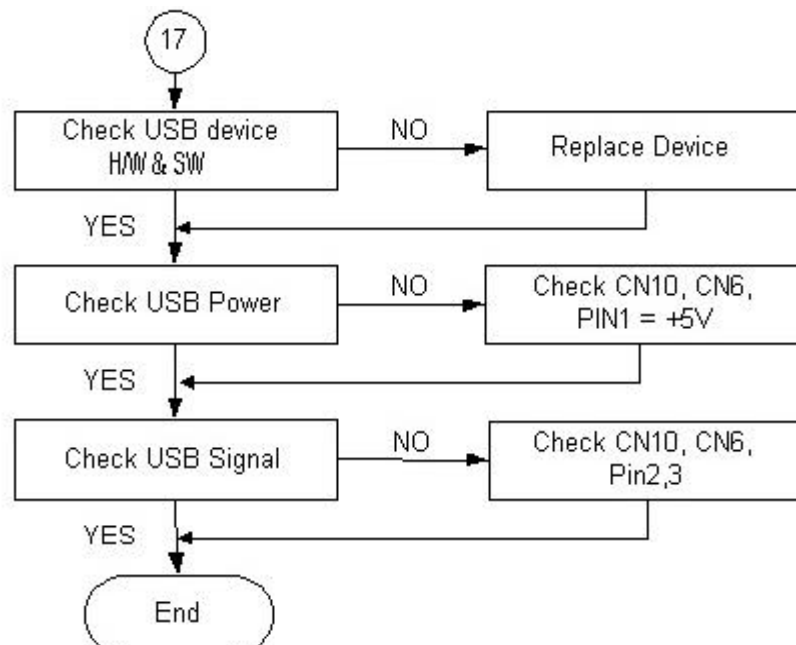 17
Check USB device
H/W & SW
NO
Replace Device
YES
Check USB Power
NO
Check CN10, CN6,
PIN1 = +5V
YES
Check USB Signal
NO
Check CN10, CN6,
Pin2,3
YES
End